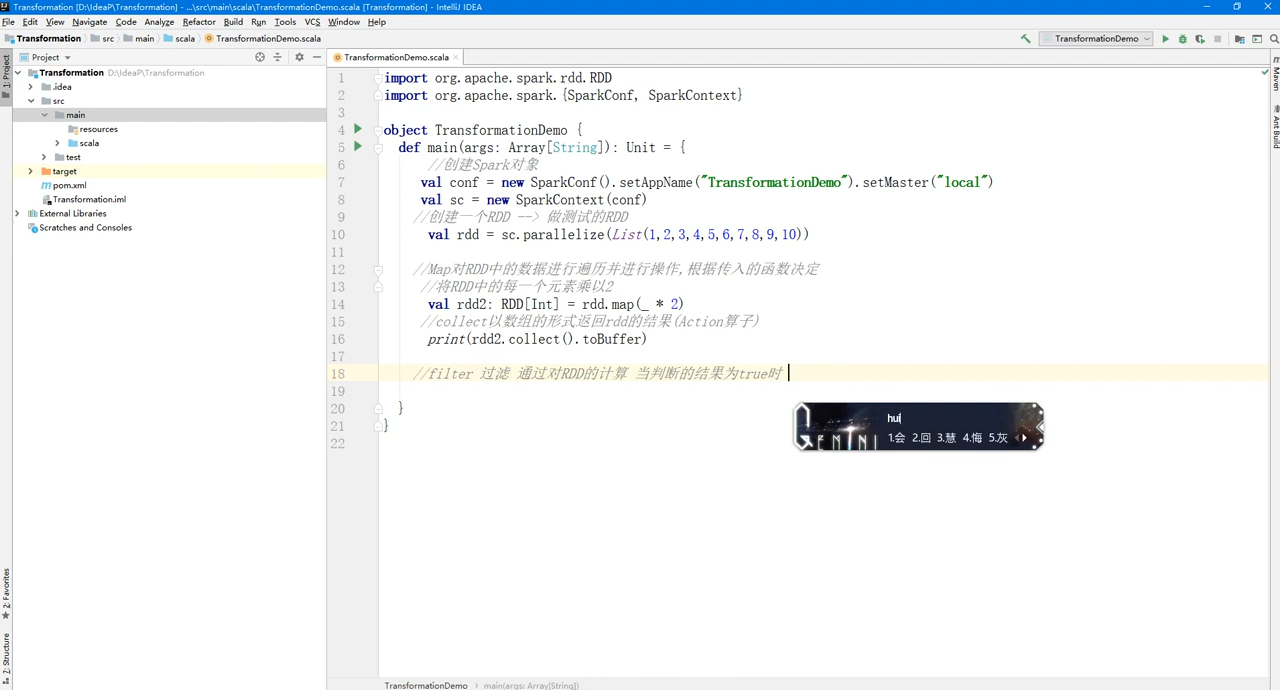 Transformation [D:\IdeaP\Transformation] - ...\src\main\scala\TransformationDemo.scala [Transformation] - IntelliJ IDEA
File Edit View Navigate Code Analyze Refactor Build Run Tools VCS Window Help
Transformation src main scala TransformationDemo.scala
TransformationDemo
Project
TransformationDemo.scala
1: Project
Maven
Ant Build
Transformation D:\IdeaP\Transformation
.idea
src
main
resources
scala
test
target
pom.xml
Transformation.iml
External Libraries
Scratches and Consoles
1 import org.apache.spark.rdd.RDD
2 import org.apache.spark.{SparkConf, SparkContext}
3
4 object TransformationDemo {
5 def main(args: Array[String]): Unit = {
6 //创建Spark对象
7 val conf = new SparkConf().setAppName("TransformationDemo").setMaster("local")
8 val sc = new SparkContext(conf)
9 //创建一个RDD --> 做测试的RDD
10 val rdd = sc.parallelize(List(1,2,3,4,5,6,7,8,9,10))
11
12 //Map对RDD中的数据进行遍历并进行操作,根据传入的函数决定
13 //将RDD中的每一个元素乘以2
14 val rdd2: RDD[Int] = rdd.map(_ * 2)
15 //collect以数组的形式返回rdd的结果(Action算子)
16 print(rdd2.collect().toBuffer)
17
18 //filter 过滤 通过对RDD的计算 当判断的结果为true时
19
20 }
21 }
22
hui
1.会 2.回 3.慧 4.悔 5.灰
GEMINI
2: Favorites
7: Structure
TransformationDemo main(args: Array[String])